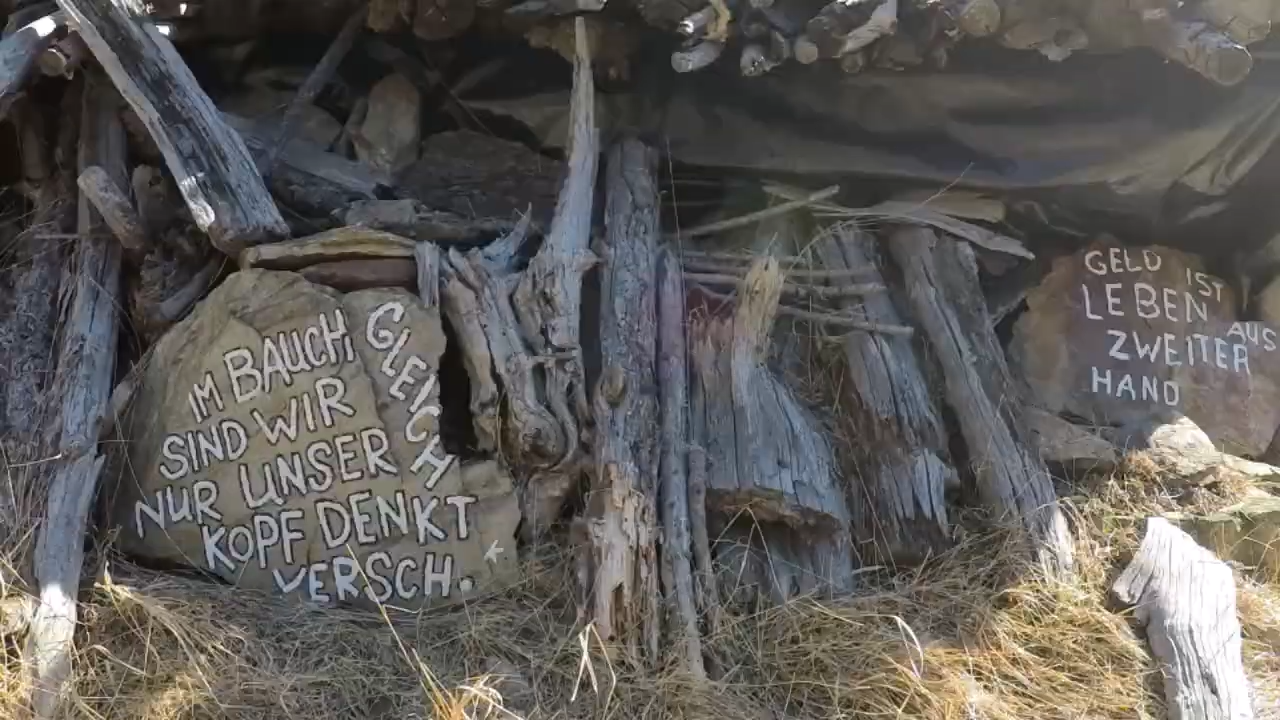 IM BAUCH
SIND WIR
GLEICH
NUR UNSER
KOPF DENKT
VERSCH.
GELD IST
LEBEN AUS
ZWEITER
HAND